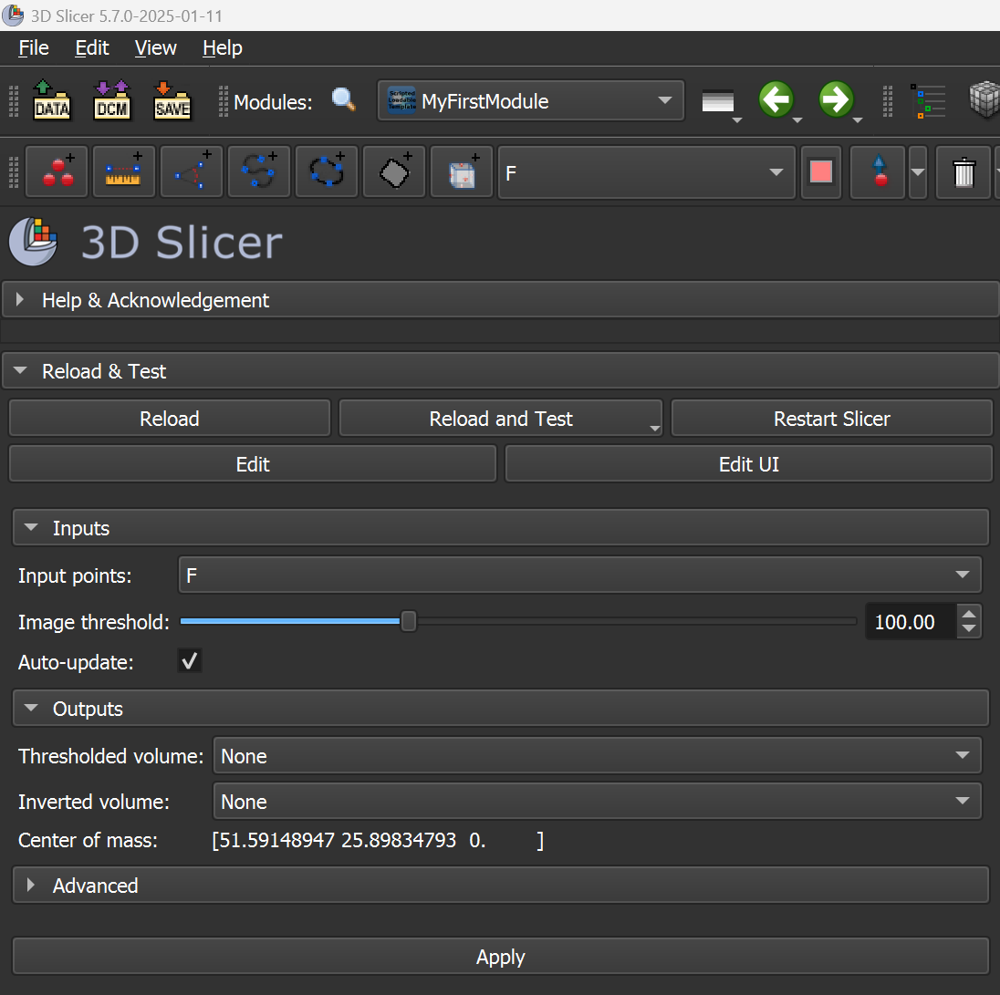 3D Slicer 5.7.0-2025-01-11
File Edit View Help
DATA DCM SAVE Modules: Scripted Loadable Template MyFirstModule
F
3D Slicer
Help & Acknowledgement
Reload & Test
Reload Reload and Test Restart Slicer
Edit Edit UI
Inputs
Input points: F
Image threshold: 100.00
Auto-update:
Outputs
Thresholded volume: None
Inverted volume: None
Center of mass: [51.59148947 25.89834793 0. ]
Advanced
Apply